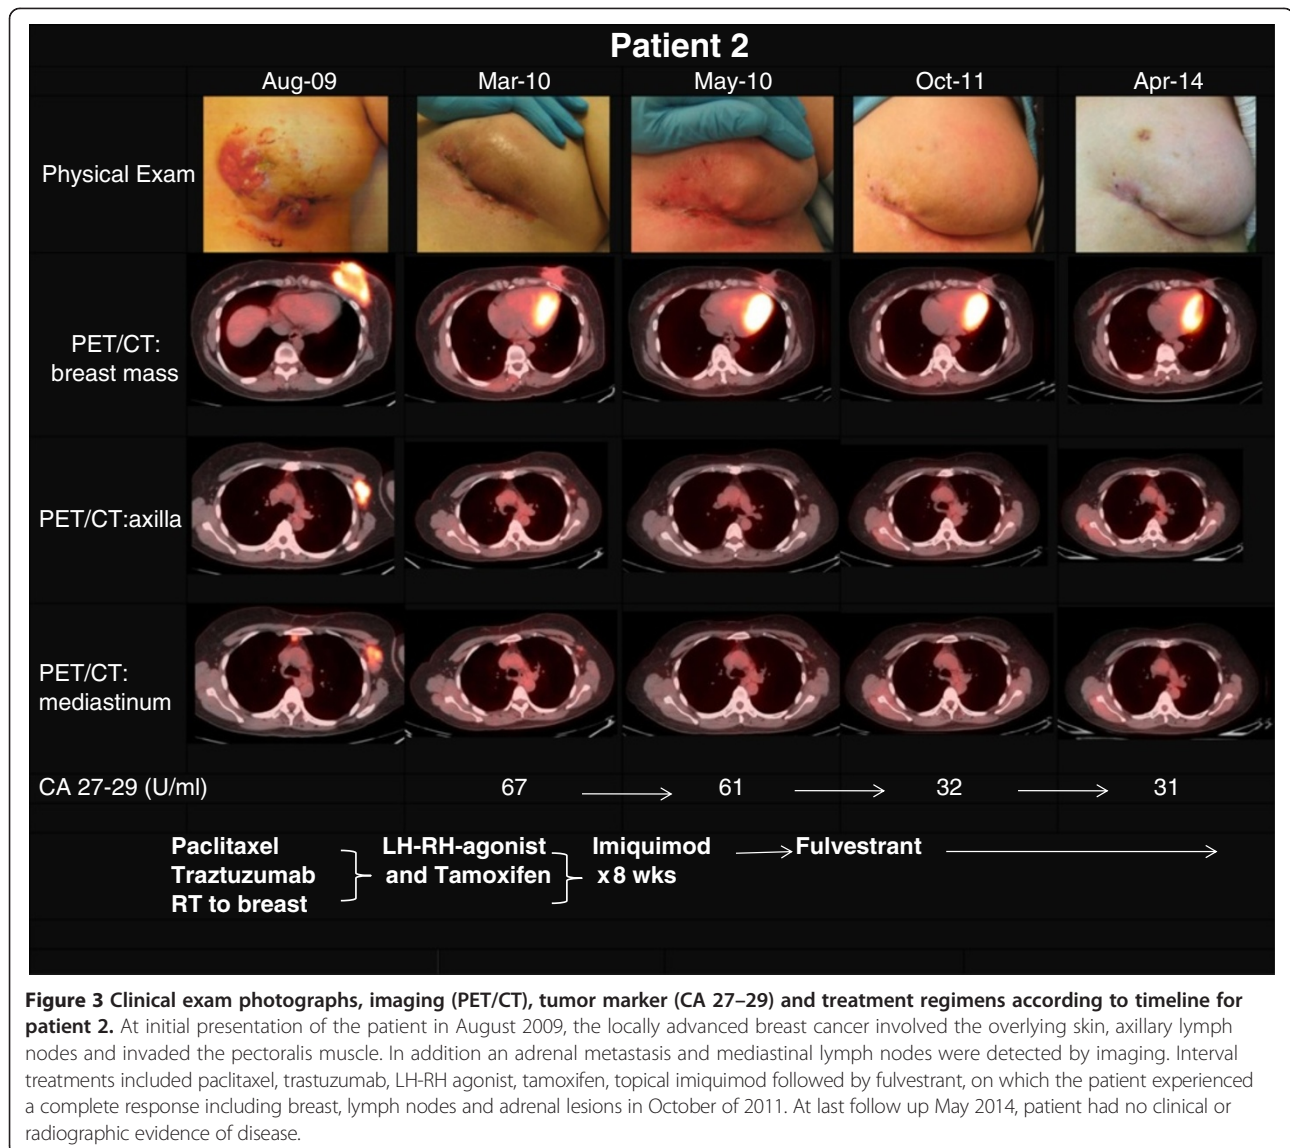 Patient 2
Aug-09 Mar-10 May-10 Oct-11 Apr-14
Physical Exam
PET/CT:
breast mass
PET/CT:axilla
PET/CT:
mediastinum
CA 27-29 (U/ml) 67 61 32 31
Paclitaxel LH-RH-agonist Imiquimod Fulvestrant
Traztuzumab and Tamoxifen x 8 wks
RT to breast
Figure 3 Clinical exam photographs, imaging (PET/CT), tumor marker (CA 27–29) and treatment regimens according to timeline for
patient 2. At initial presentation of the patient in August 2009, the locally advanced breast cancer involved the overlying skin, axillary lymph
nodes and invaded the pectoralis muscle. In addition an adrenal metastasis and mediastinal lymph nodes were detected by imaging. Interval
treatments included paclitaxel, trastuzumab, LH-RH agonist, tamoxifen, topical imiquimod followed by fulvestrant, on which the patient experienced
a complete response including breast, lymph nodes and adrenal lesions in October of 2011. At last follow up May 2014, patient had no clinical or
radiographic evidence of disease.